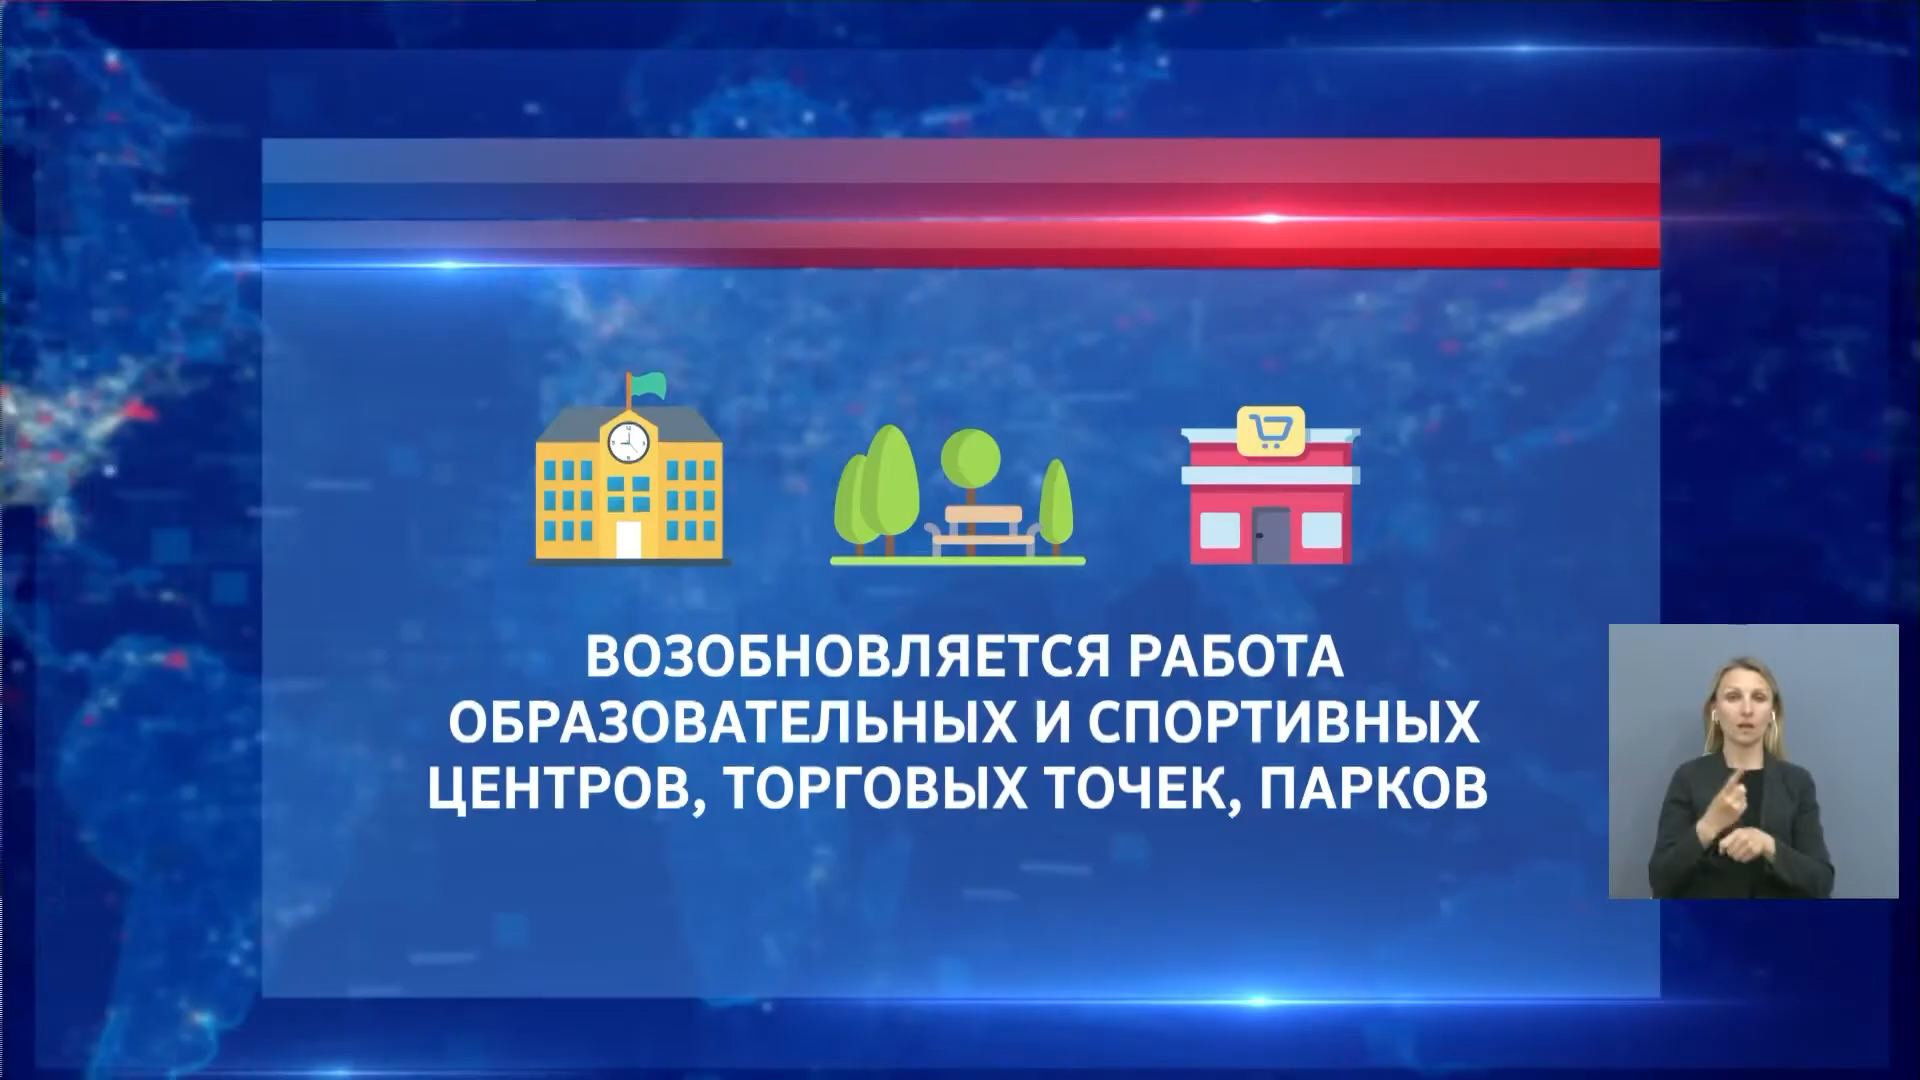 ВОЗОБНОВЛЯЕТСЯ РАБОТА
ОБРАЗОВАТЕЛЬНЫХ И СПОРТИВНЫХ
ЦЕНТРОВ, ТОРГОВЫХ ТОЧЕК, ПАРКОВ